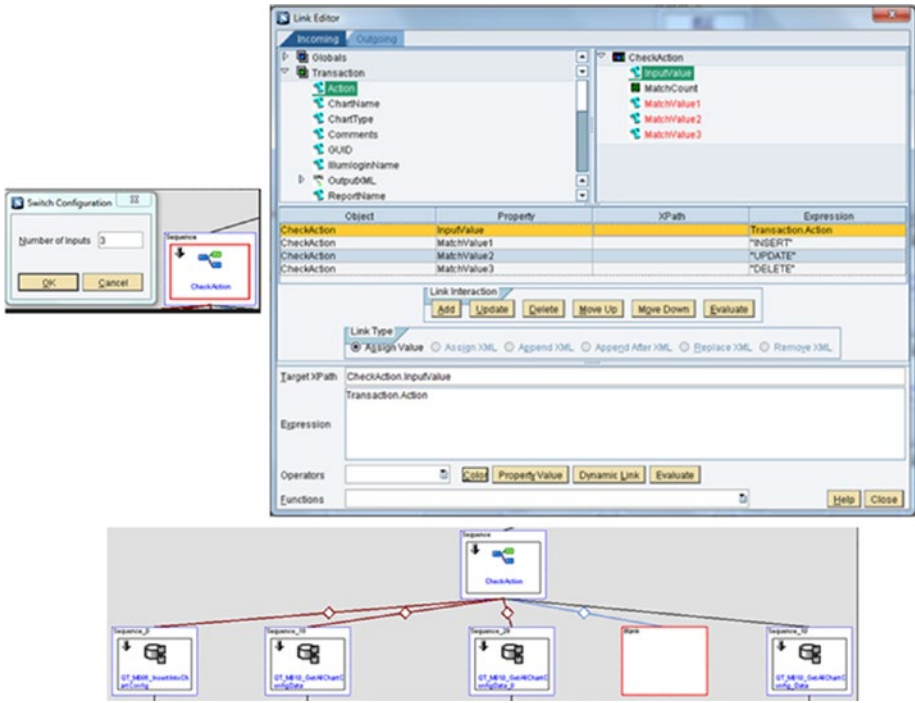 Link Editor
Incoming Outgoing
Globals
Transaction
Action
ChartName
ChartType
Comments
GUID
IllumloginName
OutputXML
ReportName
CheckAction
InputValue
MatchCount
MatchValue1
MatchValue2
MatchValue3
Switch Configuration
Number of Inputs 3
OK Cancel
Sequence
CheckAction
Object Property XPath Expression
CheckAction InputValue Transaction.Action
CheckAction MatchValue1 "INSERT"
CheckAction MatchValue2 "UPDATE"
CheckAction MatchValue3 "DELETE"
Link Interaction
Add Update Delete Move Up Move Down Evaluate
Link Type
Assign Value Assign XML Append XML Append After XML Replace XML Remove XML
Target XPath CheckAction.InputValue
Expression Transaction.Action
Operators Color Property Value Dynamic Link Evaluate
Functions Help Close
Sequence
CheckAction
Sequence_0
Sequence_10
Sequence_20
Sequence_10